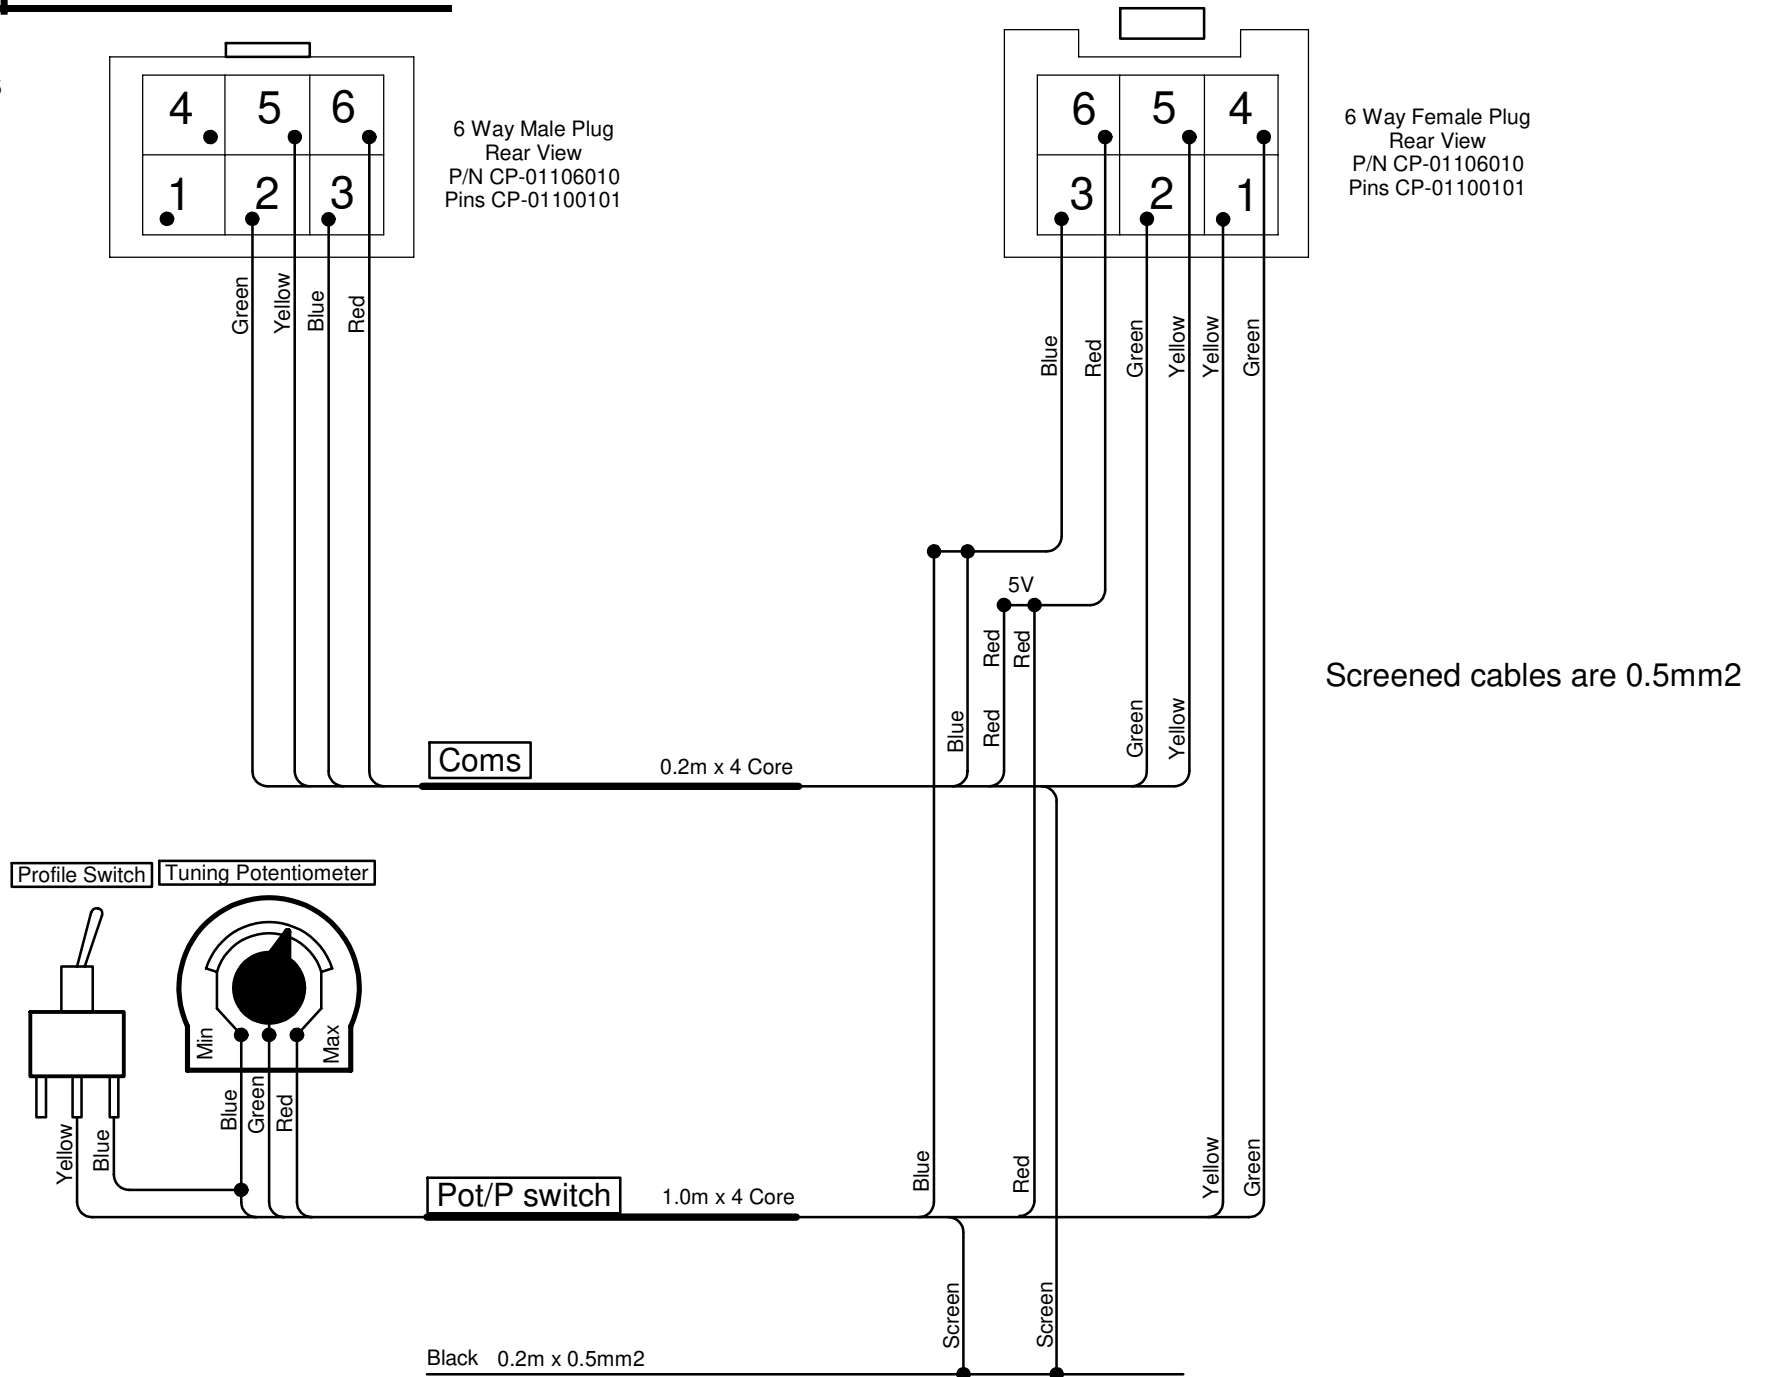 4 5 6
1 2 3
6 Way Male Plug
Rear View
P/N CP-01106010
Pins CP-01100101
6 5 4
3 2 1
6 Way Female Plug
Rear View
P/N CP-01106010
Pins CP-01100101
Green
Yellow
Blue
Red
Blue
Red
Green
Yellow
Yellow
Green
5V
Red
Red
Blue
Red
Green
Yellow
Screened cables are 0.5mm2
Coms
0.2m x 4 Core
Profile Switch
Tuning Potentiometer
Min
Max
Yellow
Blue
Blue
Green
Red
Pot/P switch
1.0m x 4 Core
Blue
Red
Yellow
Green
Screen
Screen
Black 0.2m x 0.5mm2